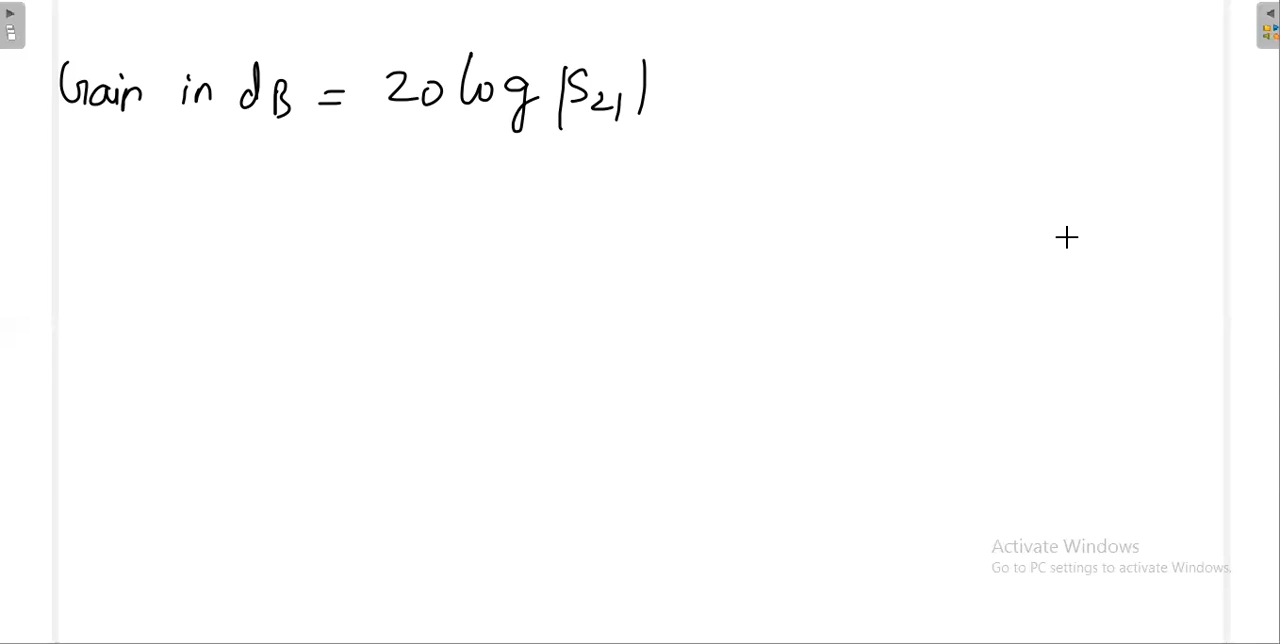 Gain in dB = 20 log |S21|
Activate Windows
Go to PC settings to activate Windows.